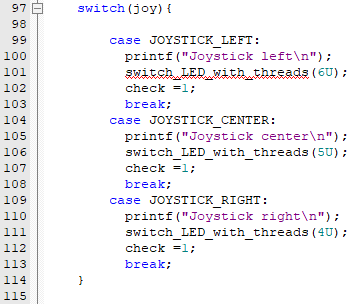 97 switch(joy){
98
99 case JOYSTICK_LEFT:
100 printf("Joystick left\n");
101 switch_LED_with_threads(6U);
102 check =1;
103 break;
104 case JOYSTICK_CENTER:
105 printf("Joystick center\n");
106 switch_LED_with_threads(5U);
107 check =1;
108 break;
109 case JOYSTICK_RIGHT:
110 printf("Joystick right\n");
111 switch_LED_with_threads(4U);
112 check =1;
113 break;
114 }
115